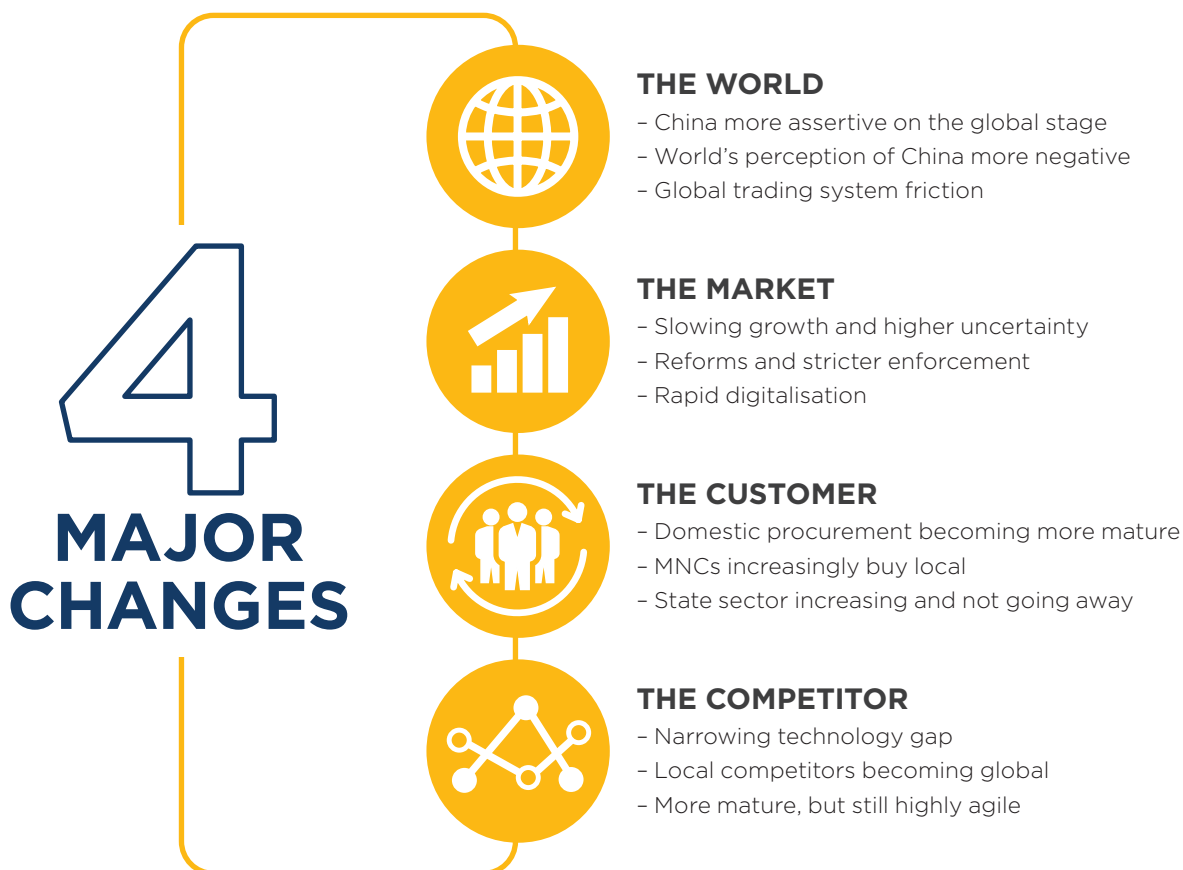 4
MAJOR
CHANGES
THE WORLD
– China more assertive on the global stage
– World’s perception of China more negative
– Global trading system friction
THE MARKET
– Slowing growth and higher uncertainty
– Reforms and stricter enforcement
– Rapid digitalisation
THE CUSTOMER
– Domestic procurement becoming more mature
– MNCs increasingly buy local
– State sector increasing and not going away
THE COMPETITOR
– Narrowing technology gap
– Local competitors becoming global
– More mature, but still highly agile